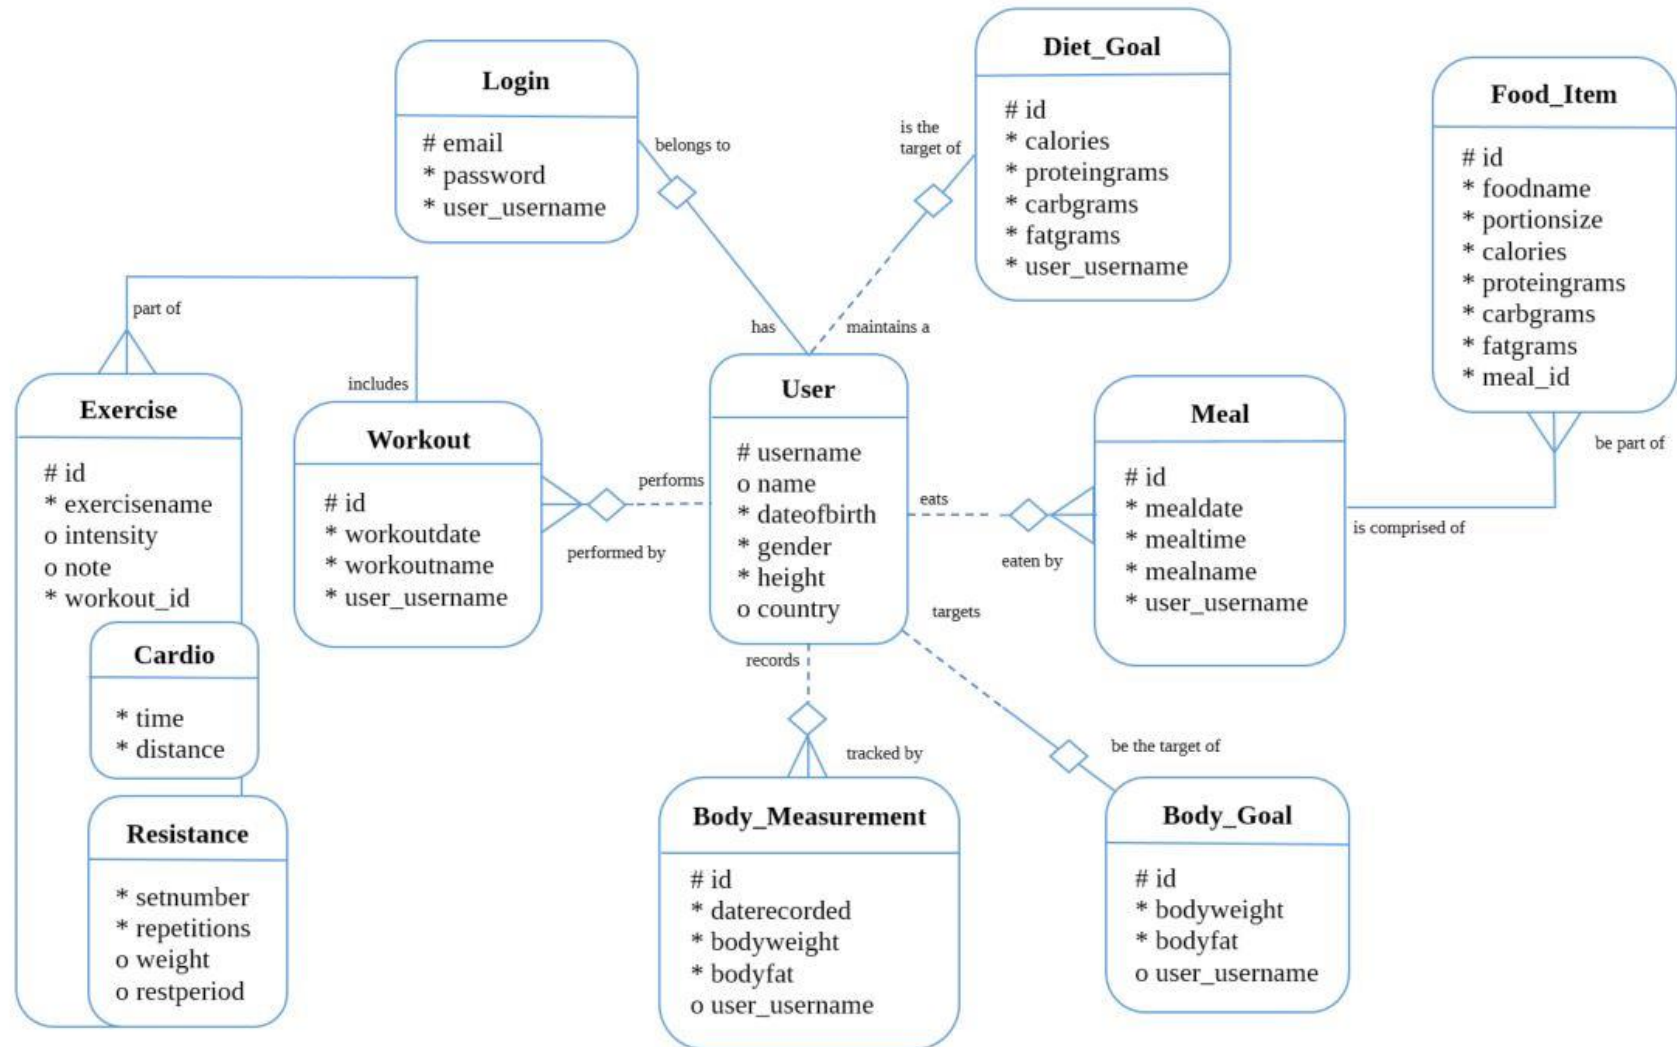 Login
# email
* password
* user_username
belongs to
has
Diet_Goal
# id
* calories
* proteingrams
* carbgrams
* fatgrams
* user_username
is the
target of
maintains a
Food_Item
# id
* foodname
* portionsize
* calories
* proteingrams
* carbgrams
* fatgrams
* meal_id
be part of
part of
includes
Exercise
# id
* exercisename
o intensity
o note
* workout_id
Cardio
* time
* distance
Resistance
* setnumber
* repetitions
o weight
o restperiod
Workout
# id
* workoutdate
* workoutname
* user_username
performs
performed by
User
# username
o name
* dateofbirth
* gender
* height
o country
eats
eaten by
Meal
# id
* mealdate
* mealtime
* mealname
* user_username
is comprised of
targets
be the target of
records
tracked by
Body_Measurement
# id
* daterecorded
* bodyweight
* bodyfat
o user_username
Body_Goal
# id
* bodyweight
* bodyfat
o user_username